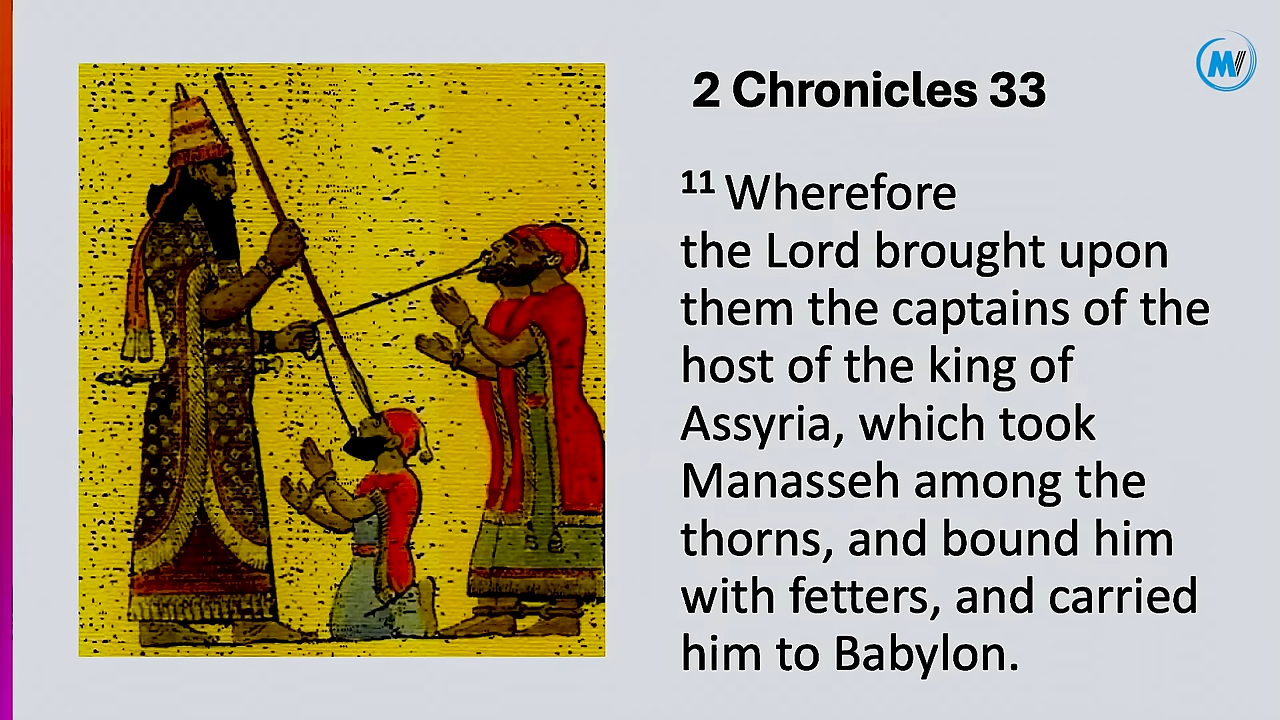 2 Chronicles 33
MV
11 Wherefore
the Lord brought upon
them the captains of the
host of the king of
Assyria, which took
Manasseh among the
thorns, and bound him
with fetters, and carried
him to Babylon.